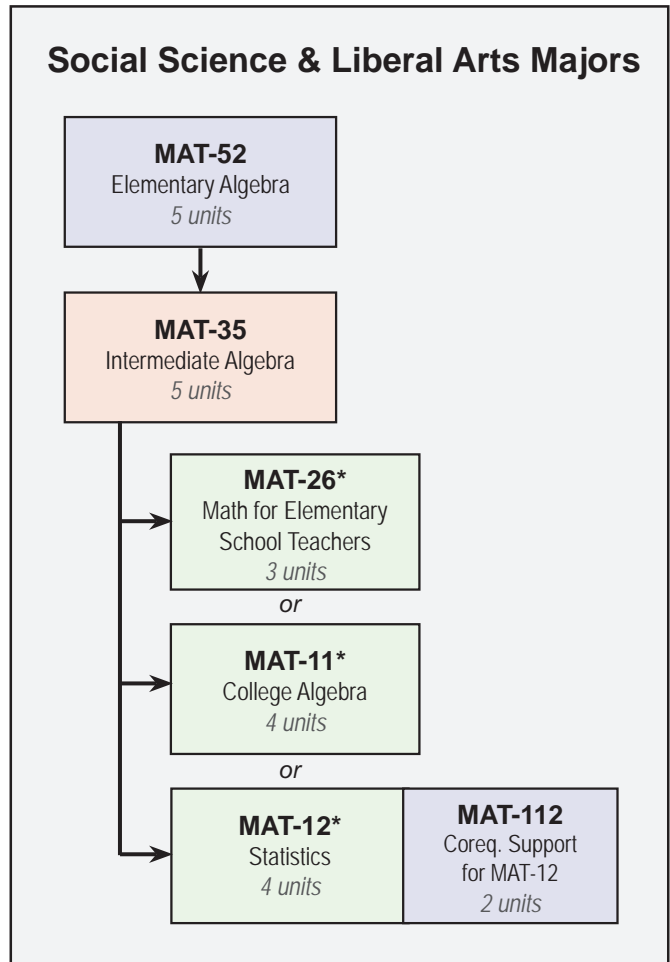 Social Science & Liberal Arts Majors
MAT-52
Elementary Algebra
5 units
MAT-35
Intermediate Algebra
5 units
MAT-26*
Math for Elementary
School Teachers
3 units
or
MAT-11*
College Algebra
4 units
or
MAT-12*
Statistics
4 units
MAT-112
Coreq. Support
for MAT-12
2 units